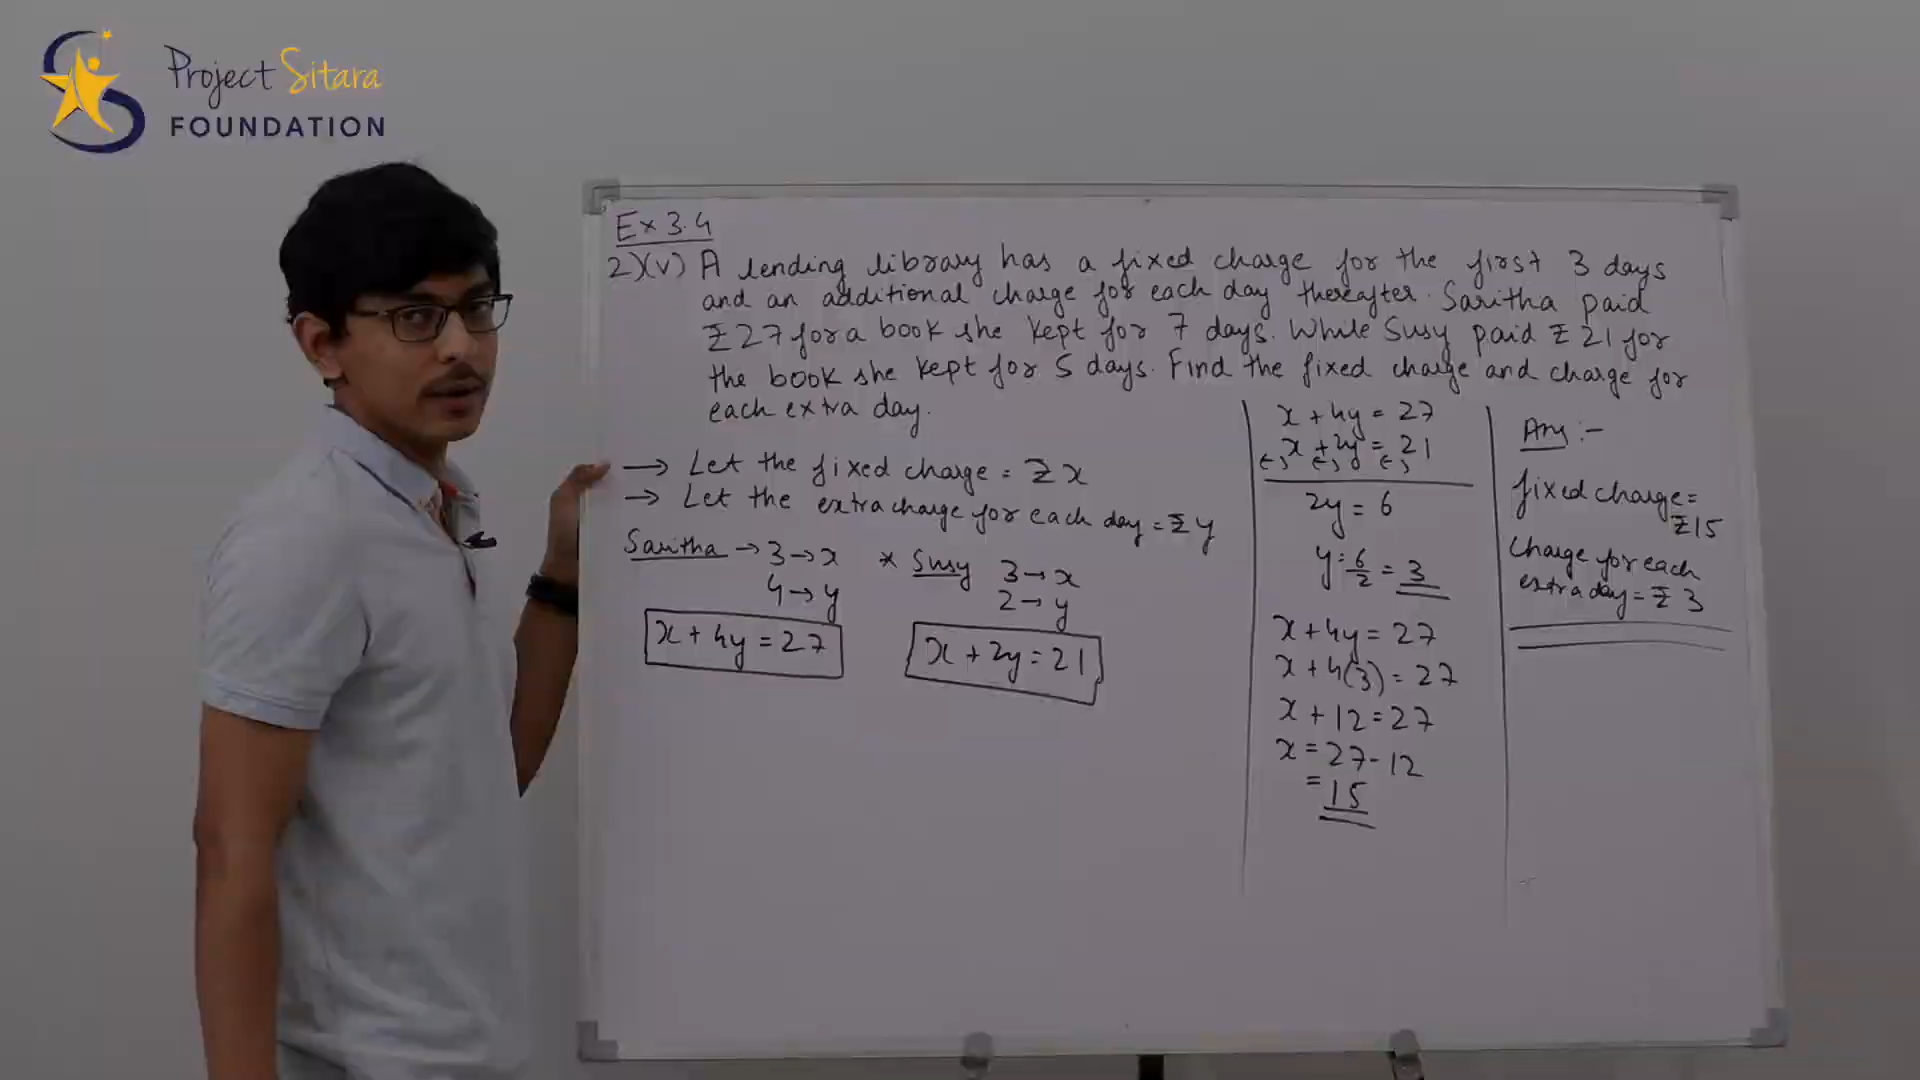 Project Sitara
FOUNDATION
Ex 3.4
2)(v) A lending library has a fixed charge for the first 3 days
and an additional charge for each day thereafter. Saritha paid
₹27 for a book she kept for 7 days. While Susy paid ₹21 for
the book she kept for 5 days. Find the fixed charge and charge for
each extra day.
→ Let the fixed charge = ₹x
→ Let the extra charge for each day = ₹y
Saritha → 3 → x
4 → y
x + 4y = 27
* Susy 3 → x
2 → y
x + 2y = 21
x + 4y = 27
x + 2y = 21
(-) (-) (-)
2y = 6
y = 6/2 = 3
x + 4y = 27
x + 4(3) = 27
x + 12 = 27
x = 27 - 12
= 15
Ans :-
fixed charge =
₹15
Charge for each
extra day = ₹3